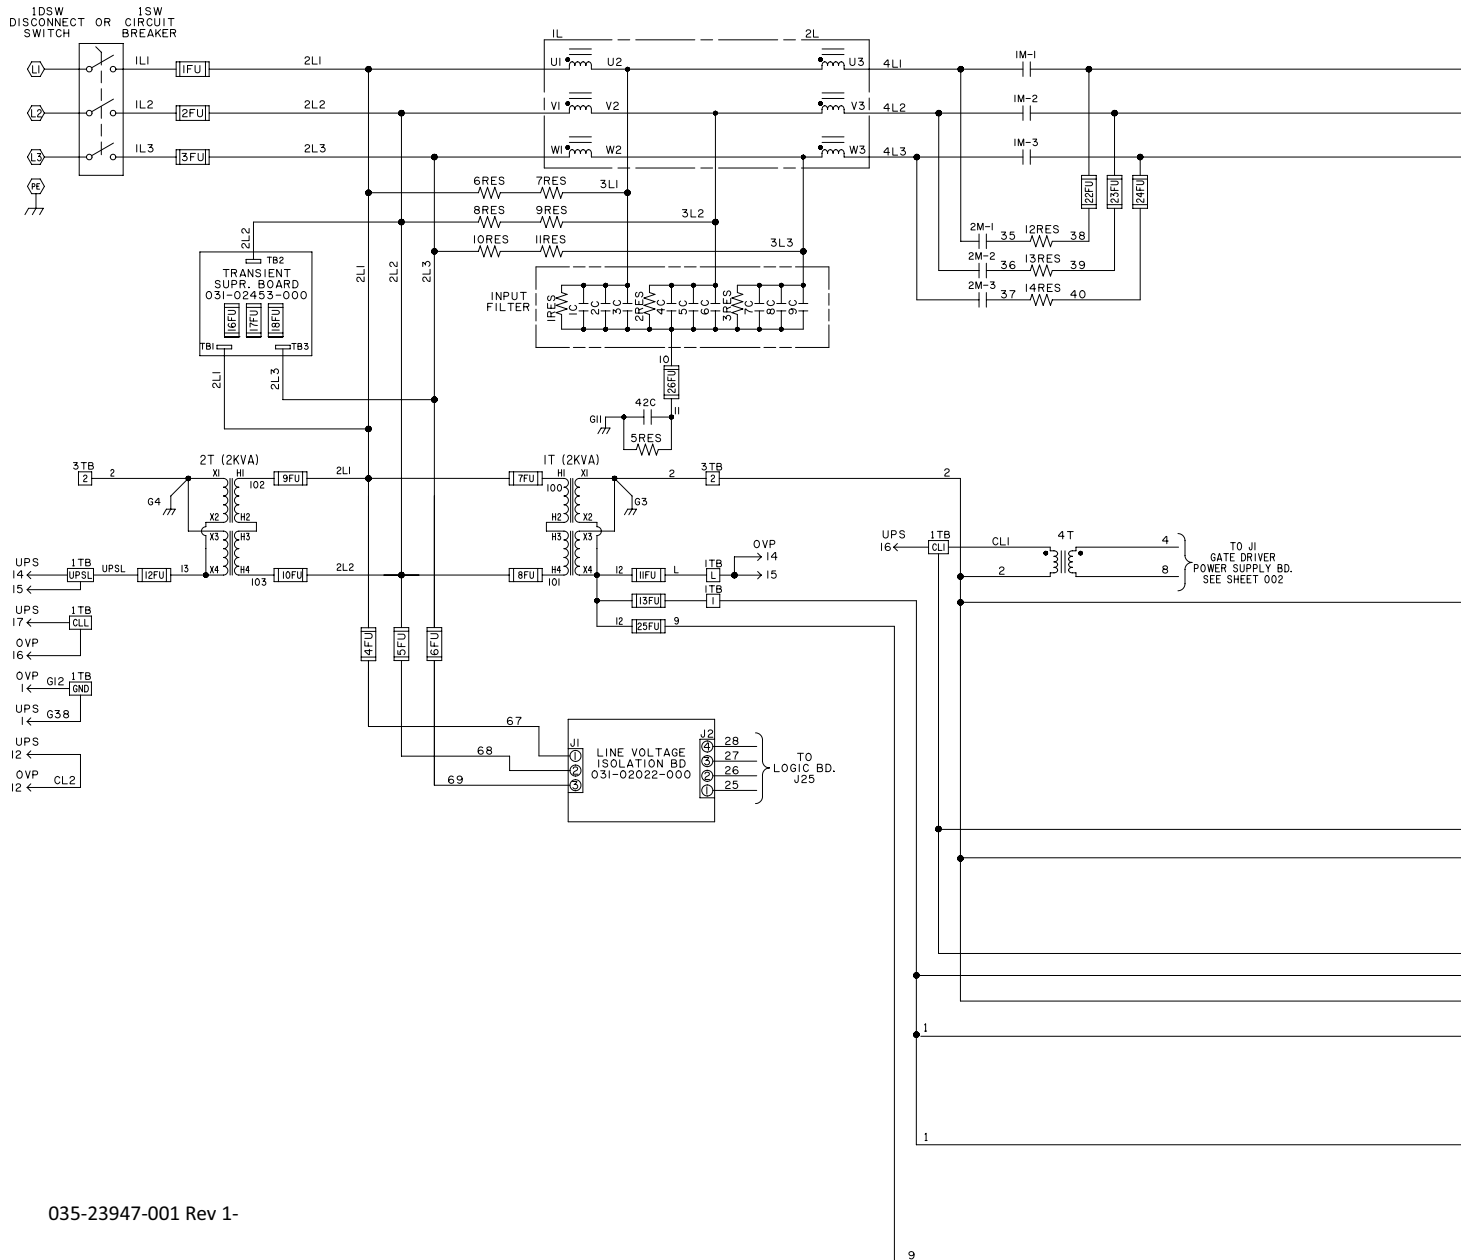 1DSW 1SW
DISCONNECT OR CIRCUIT
SWITCH BREAKER
1L 2L
L1 1L1 1FU 2L1 U1 U2 U3 4L1 1M-1
L2 1L2 2FU 2L2 V1 V2 V3 4L2 1M-2
L3 1L3 3FU 2L3 W1 W2 W3 4L3 1M-3
PE
6RES 7RES 3L1
8RES 9RES 3L2
10RES 11RES 3L3
22FU 23FU 24FU
2M-1 35 12RES 38
2M-2 36 13RES 39
2M-3 37 14RES 40
2L2
TB2
TRANSIENT
SUPR. BOARD
031-02453-000
16FU 17FU 18FU
TB1 TB3
2L1 2L3
2L1 2L2 2L3
INPUT
FILTER
1RES 1C 2C 3C 2RES 4C 5C 6C 3RES 7C 8C 9C
10
26FU
42C 11
G11
5RES
3TB 2T (2KVA) 1T (2KVA) 3TB
2 2 X1 H1 102 9FU 2L1 7FU 100 H1 X1 2 2 2
G4 G3
X2 H2 H2 X2
X3 H3 H3 X3
UPS 1TB X4 H4 H4 X4 1TB OVP
14 UPSL UPSL 12FU 13 103 10FU 2L2 8FU 101 12 11FU L L 14
15 15
13FU 1TB 1
12 25FU 9
UPS 1TB CL1 4T
16 CL1 4
2 8
TO J1
GATE DRIVER
POWER SUPPLY BD.
SEE SHEET 002
UPS 1TB
17 CLL
OVP
16
4FU 5FU 6FU
OVP 1TB
1 G12 GND
UPS
1 G38
UPS
12
OVP
12 CL2
67
68
69
J1 J2
1 2 3
LINE VOLTAGE
ISOLATION BD
031-02022-000
4 28
3 27
2 26
1 25
TO
LOGIC BD.
J25
1
1
9
035-23947-001 Rev 1-